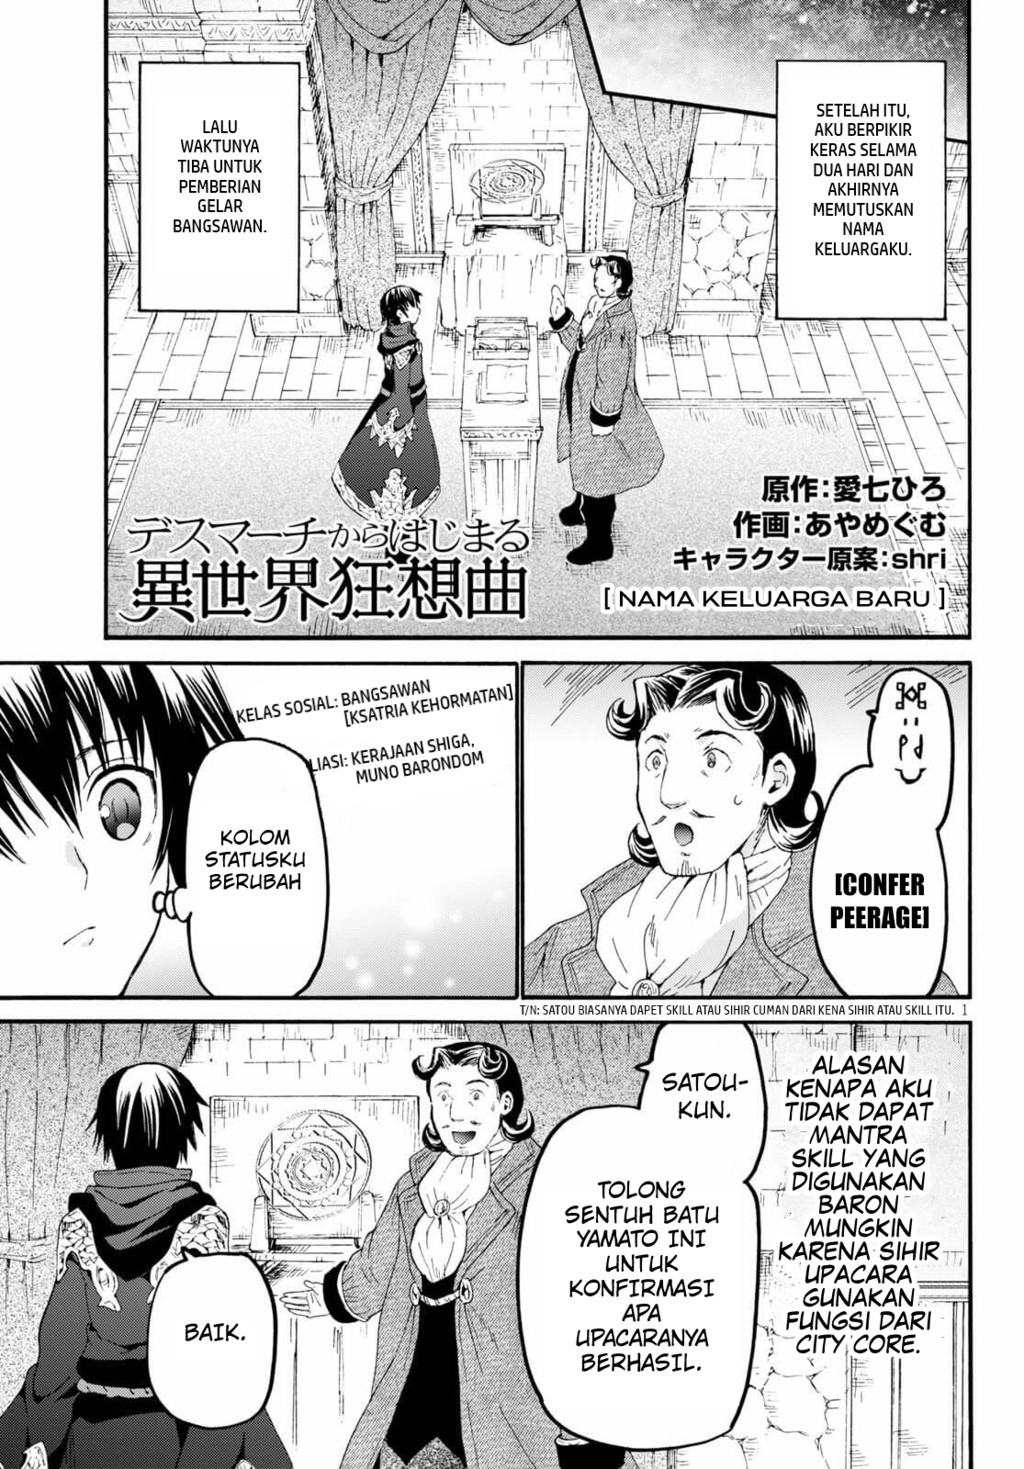 SETELAH ITU,
AKU BERPIKIR
KERAS SELAMA
DUA HARI DAN
AKHIRNYA
MEMUTUSKAN
NAMA
KELUARGAKU.
LALU
WAKTUNYA
TIBA UNTUK
PEMBERIAN
GELAR
BANGSAWAN.
原作：愛七ひろ
作画：あやめぐむ
キャラクター原案：shri
[ NAMA KELUARGA BARU ]
デスマーチからはじまる
異世界狂想曲
[CONFER
PEERAGE]
KELAS SOSIAL: BANGSAWAN
[KSATRIA KEHORMATAN]
LIASI: KERAJAAN SHIGA,
MUNO BARONDOM
KOLOM
STATUSKU
BERUBAH
T/N: SATOU BIASANYA DAPET SKILL ATAU SIHIR CUMAN DARI KENA SIHIR ATAU SKILL ITU. 1
ALASAN
KENAPA AKU
TIDAK DAPAT
MANTRA
SKILL YANG
DIGUNAKAN
BARON
MUNGKIN
KARENA SIHIR
UPACARA
GUNAKAN
FUNGSI DARI
CITY CORE.
SATOU-
KUN.
TOLONG
SENTUH BATU
YAMATO INI
UNTUK
KONFIRMASI
APA
UPACARANYA
BERHASIL.
BAIK.